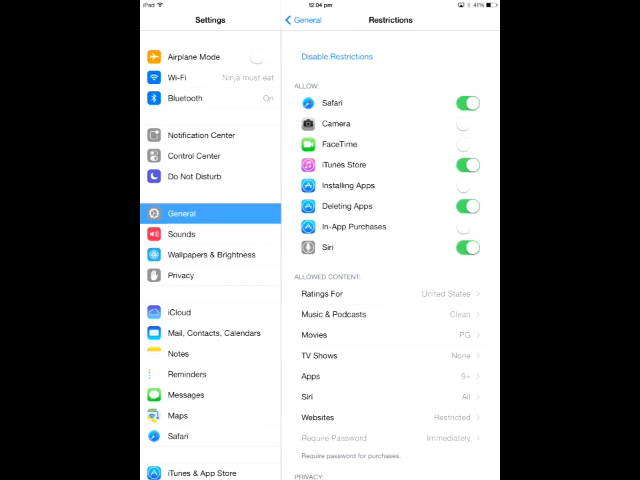 iPad 12:04 pm 41%
Settings
General Restrictions
Airplane Mode
Wi-Fi Ninja must eat
Bluetooth On
Notification Center
Control Center
Do Not Disturb
General
Sounds
Wallpapers & Brightness
Privacy
iCloud
Mail, Contacts, Calendars
Notes
Reminders
Messages
Maps
Safari
iTunes & App Store
Disable Restrictions
ALLOW:
Safari
Camera
FaceTime
iTunes Store
Installing Apps
Deleting Apps
In-App Purchases
Siri
ALLOWED CONTENT:
Ratings For United States
Music & Podcasts Clean
Movies PG
TV Shows None
Apps 9+
Siri All
Websites Restricted
Require Password Immediately
Require password for purchases.
PRIVACY: